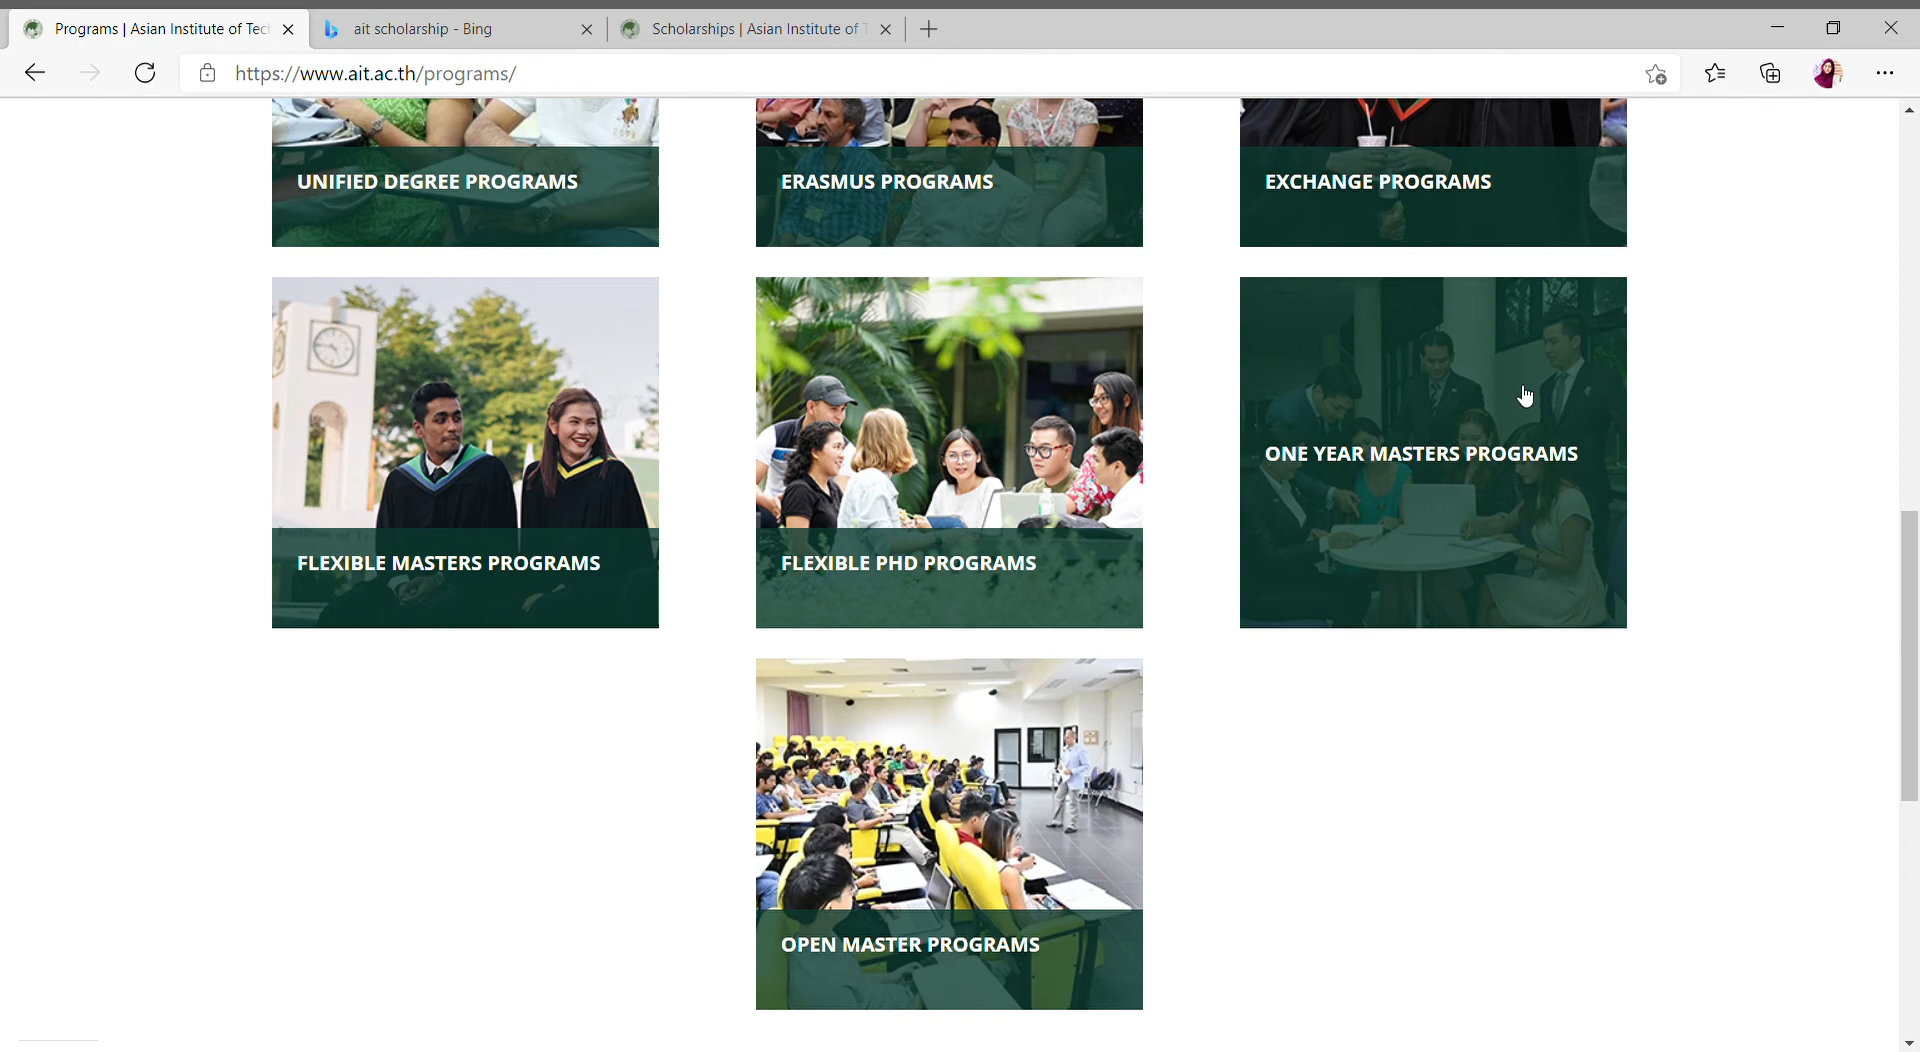 Programs | Asian Institute of Tec
ait scholarship - Bing
Scholarships | Asian Institute of T
https://www.ait.ac.th/programs/
UNIFIED DEGREE PROGRAMS
ERASMUS PROGRAMS
EXCHANGE PROGRAMS
FLEXIBLE MASTERS PROGRAMS
FLEXIBLE PHD PROGRAMS
ONE YEAR MASTERS PROGRAMS
OPEN MASTER PROGRAMS